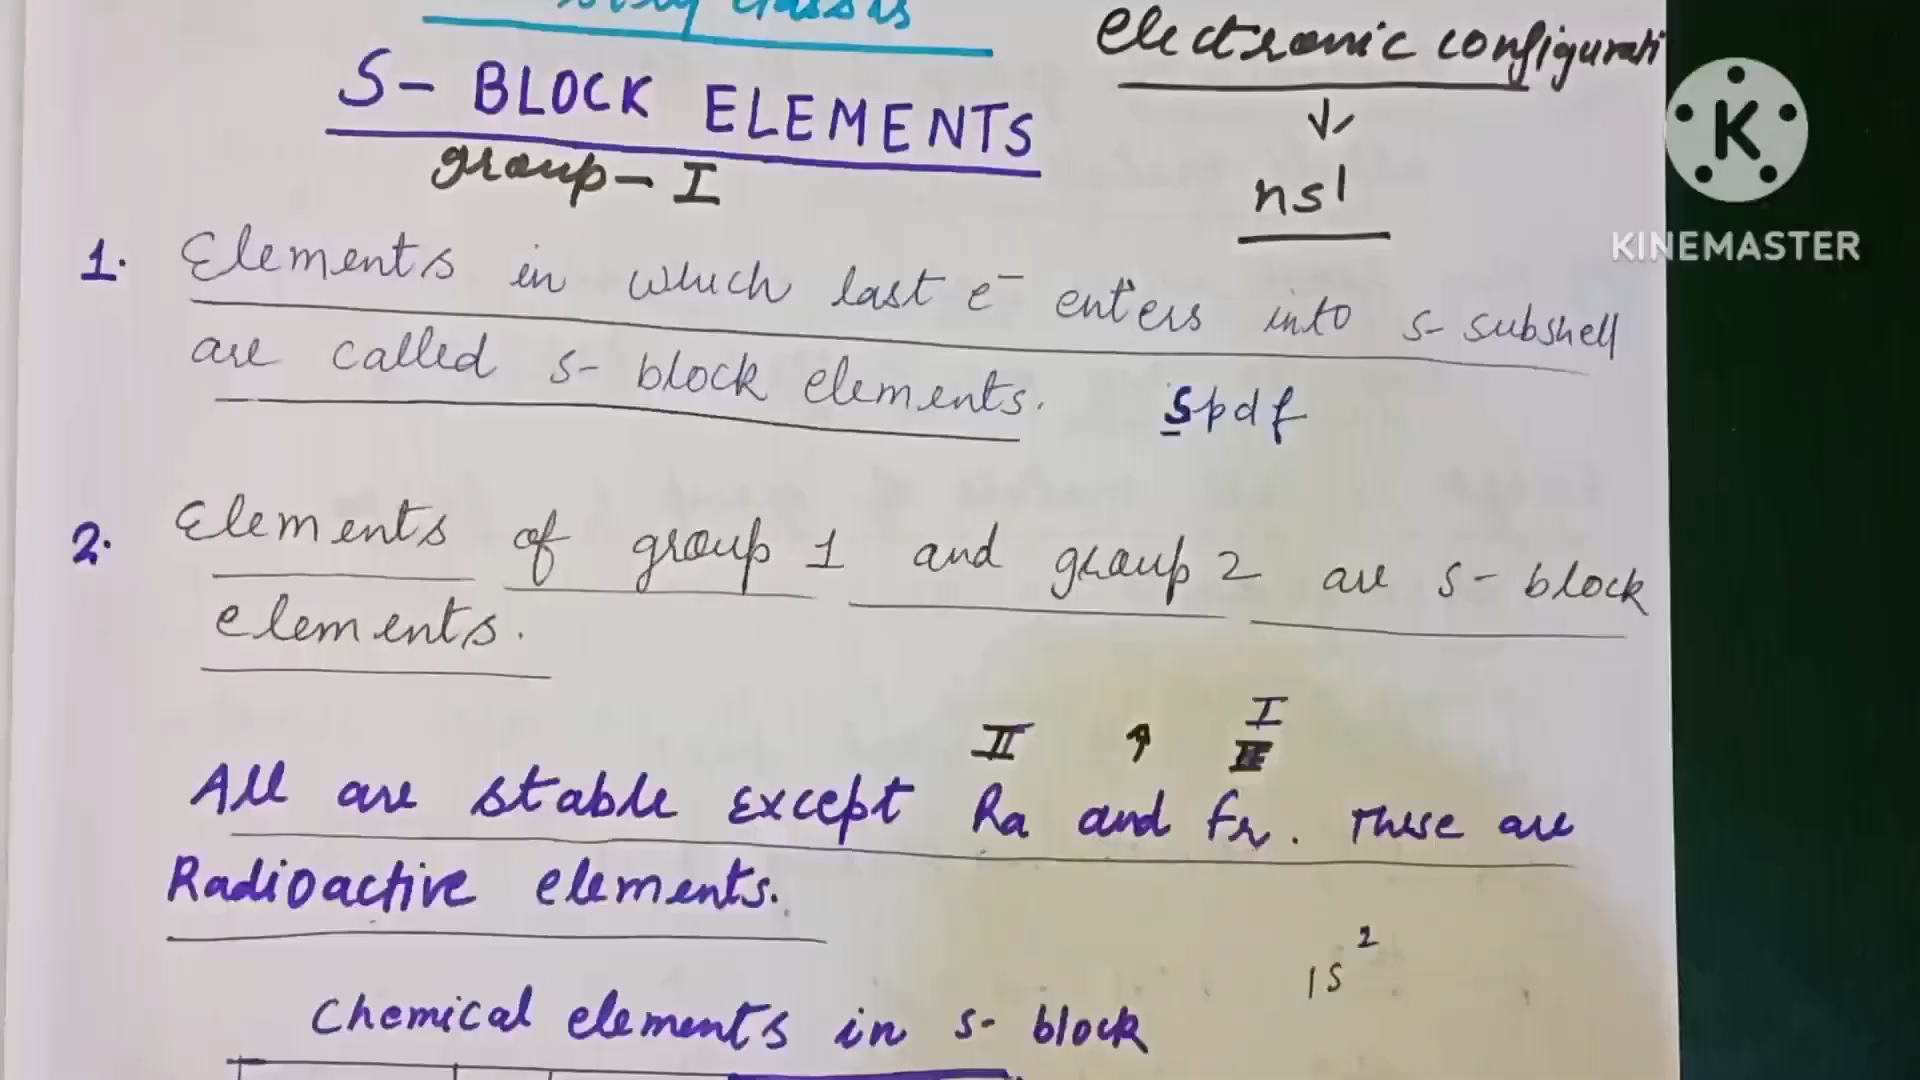 classis
S- BLOCK ELEMENTS
group- I
electronic configurati
ns1
K
KINEMASTER
1. Elements in which last e⁻ enters into s- subshell
are called s- block elements. spdf
2. Elements of group 1 and group 2 are s- block
elements.
II I
All are stable except Ra and fr. These are
Radioactive elements.
1s²
Chemical elements in s- block